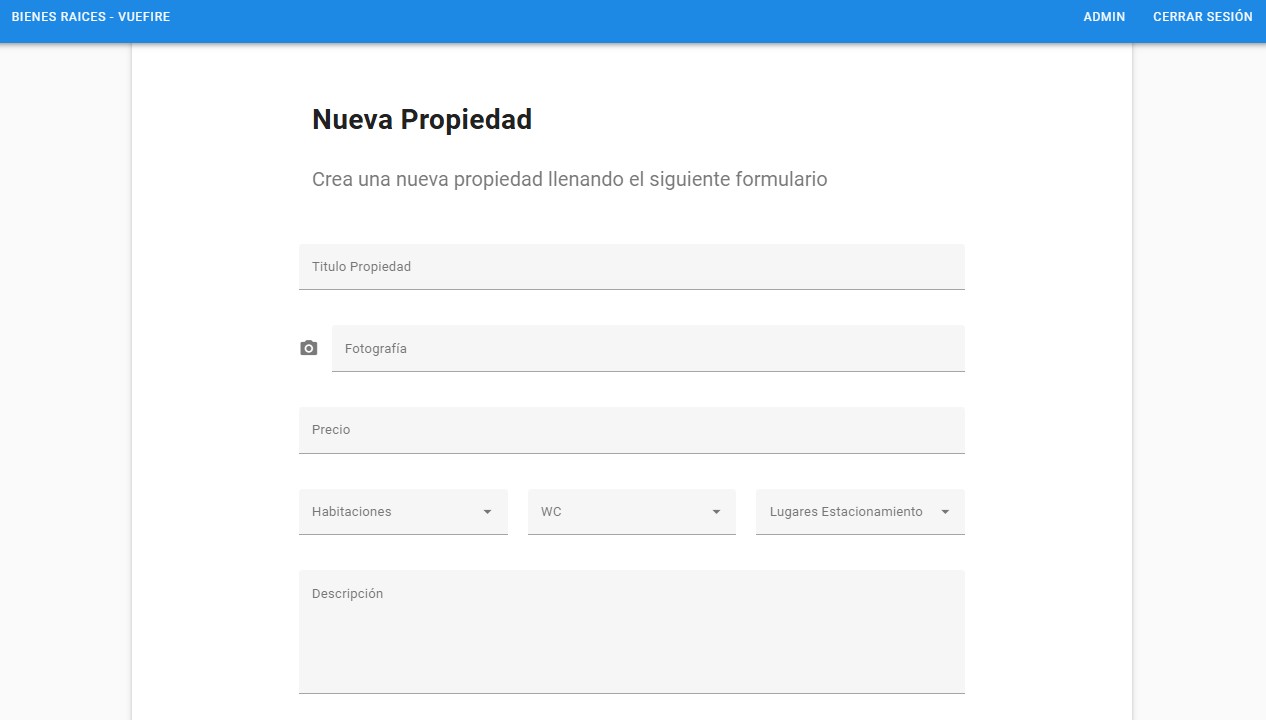 BIENES RAICES - VUEFIRE ADMIN CERRAR SESIÓN
Nueva Propiedad
Crea una nueva propiedad llenando el siguiente formulario
Titulo Propiedad
Fotografía
Precio
Habitaciones WC Lugares Estacionamiento
Descripción